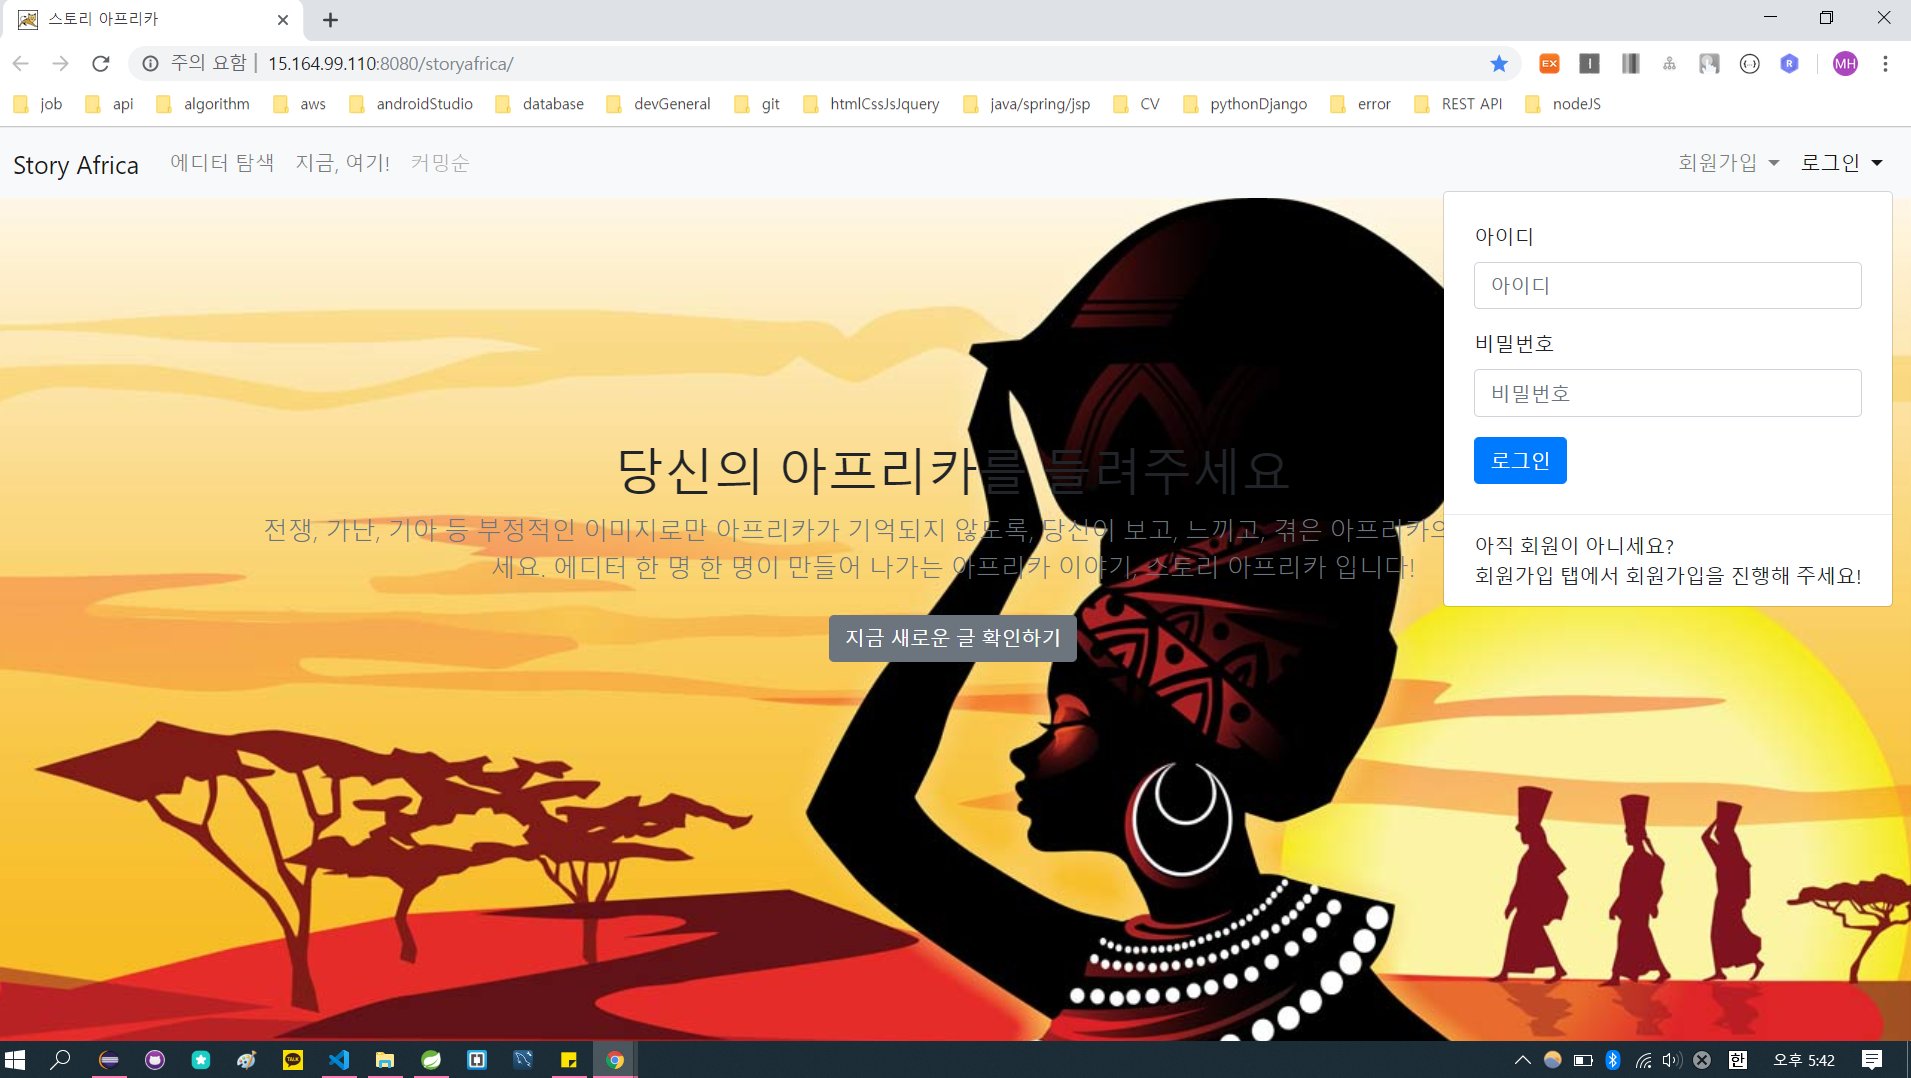 스토리 아프리카
주의 요함 | 15.164.99.110:8080/storyafrica/
EX
I
R
MH
job api algorithm aws androidStudio database devGeneral git htmlCssJsJquery java/spring/jsp CV pythonDjango error REST API nodeJS
Story Africa 에디터 탐색 지금, 여기! 커밍순 회원가입 로그인
아이디
아이디
비밀번호
비밀번호
로그인
아직 회원이 아니세요?
회원가입 탭에서 회원가입을 진행해 주세요!
당신의 아프리카를 들려주세요
전쟁, 가난, 기아 등 부정적인 이미지로만 아프리카가 기억되지 않도록, 당신이 보고, 느끼고, 겪은 아프리카의
세요. 에디터 한 명 한 명이 만들어 나가는 아프리카 이야기, 스토리 아프리카 입니다!
지금 새로운 글 확인하기
TALK
한 오후 5:42